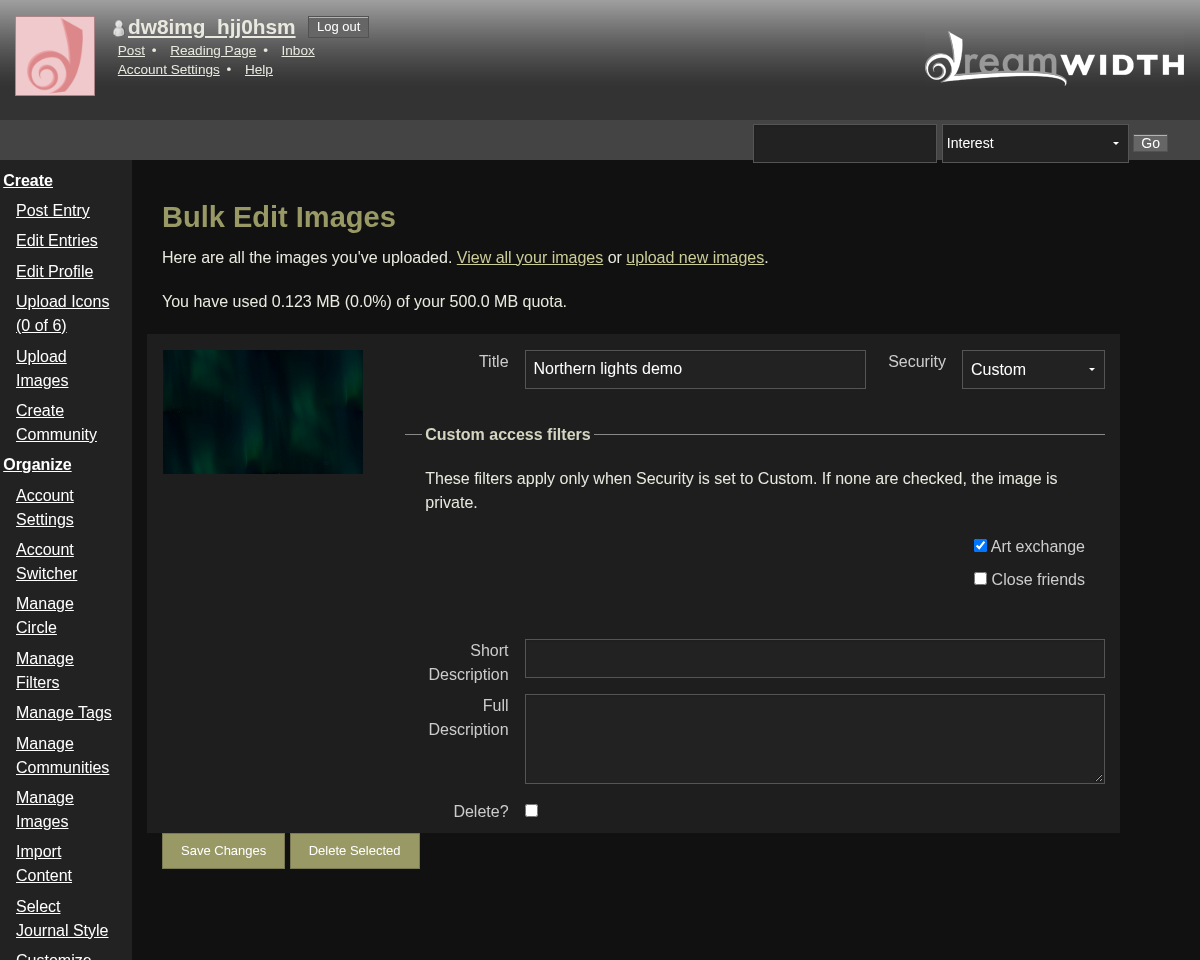 dw8img_hjj0hsm Log out
Post • Reading Page • Inbox
Account Settings • Help
dreamwidth
Interest Go
Create
Post Entry
Edit Entries
Edit Profile
Upload Icons
(0 of 6)
Upload
Images
Create
Community
Organize
Account
Settings
Account
Switcher
Manage
Circle
Manage
Filters
Manage Tags
Manage
Communities
Manage
Images
Import
Content
Select
Journal Style
Customize
Bulk Edit Images
Here are all the images you've uploaded. View all your images or upload new images.
You have used 0.123 MB (0.0%) of your 500.0 MB quota.
Title Northern lights demo Security Custom
Custom access filters
These filters apply only when Security is set to Custom. If none are checked, the image is
private.
Art exchange
Close friends
Short
Description
Full
Description
Delete?
Save Changes Delete Selected